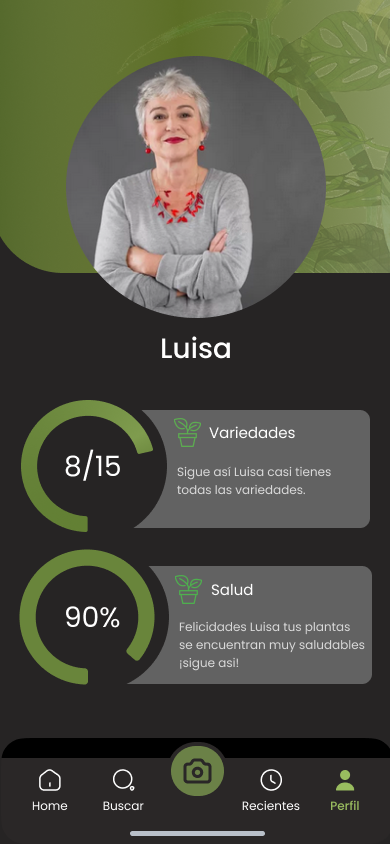 Luisa
8/15
Variedades
Sigue así Luisa casi tienes
todas las variedades.
90%
Salud
Felicidades Luisa tus plantas
se encuentran muy saludables
¡sigue asi!
Home
Buscar
Recientes
Perfil